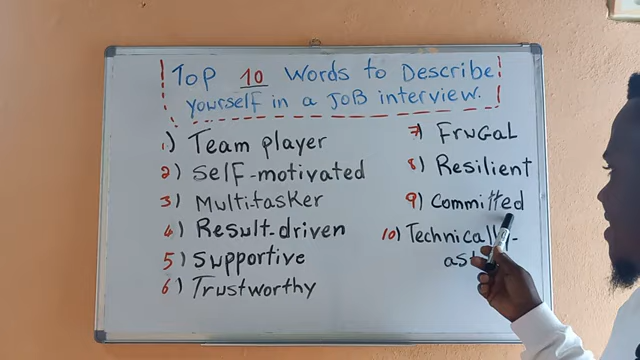 Top 10 Words to Describe
yourself in a JOB interview.
1) Team player
2) Self-motivated
3) Multitasker
4) Result-driven
5) Supportive
6) Trustworthy
7) FruGaL
8) Resilient
9) Committed
10) Technically-